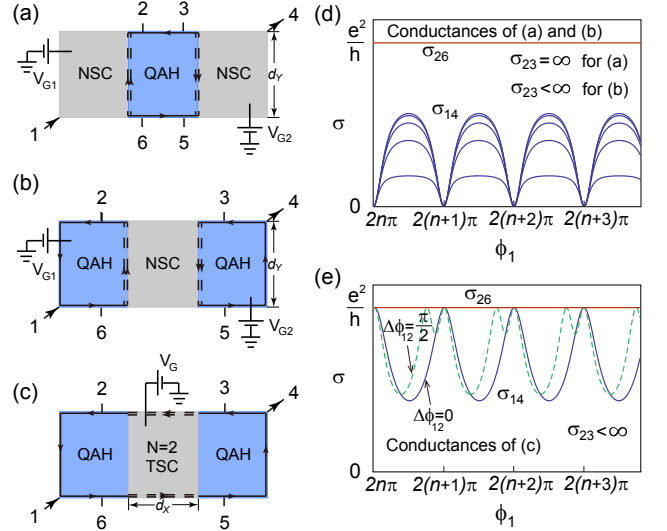 (a)
2 3 4
V_G1
NSC QAH NSC
d_Y
V_G2
1
6 5
(b)
2 3 4
QAH NSC QAH
d_Y
V_G1
V_G2
1
6 5
(c)
V_G
2 3 4
QAH N=2 TSC QAH
1
d_X
6 5
(d)
e²/h
Conductances of (a) and (b)
σ_26
σ_23=∞ for (a)
σ_23<∞ for (b)
σ_14
σ
0
2nπ 2(n+1)π 2(n+2)π 2(n+3)π
ϕ_1
(e)
e²/h
σ_26
Δϕ_12=π/2
σ
σ_14
Δϕ_12=0
σ_23<∞
Conductances of (c)
0
2nπ 2(n+1)π 2(n+2)π 2(n+3)π
ϕ_1